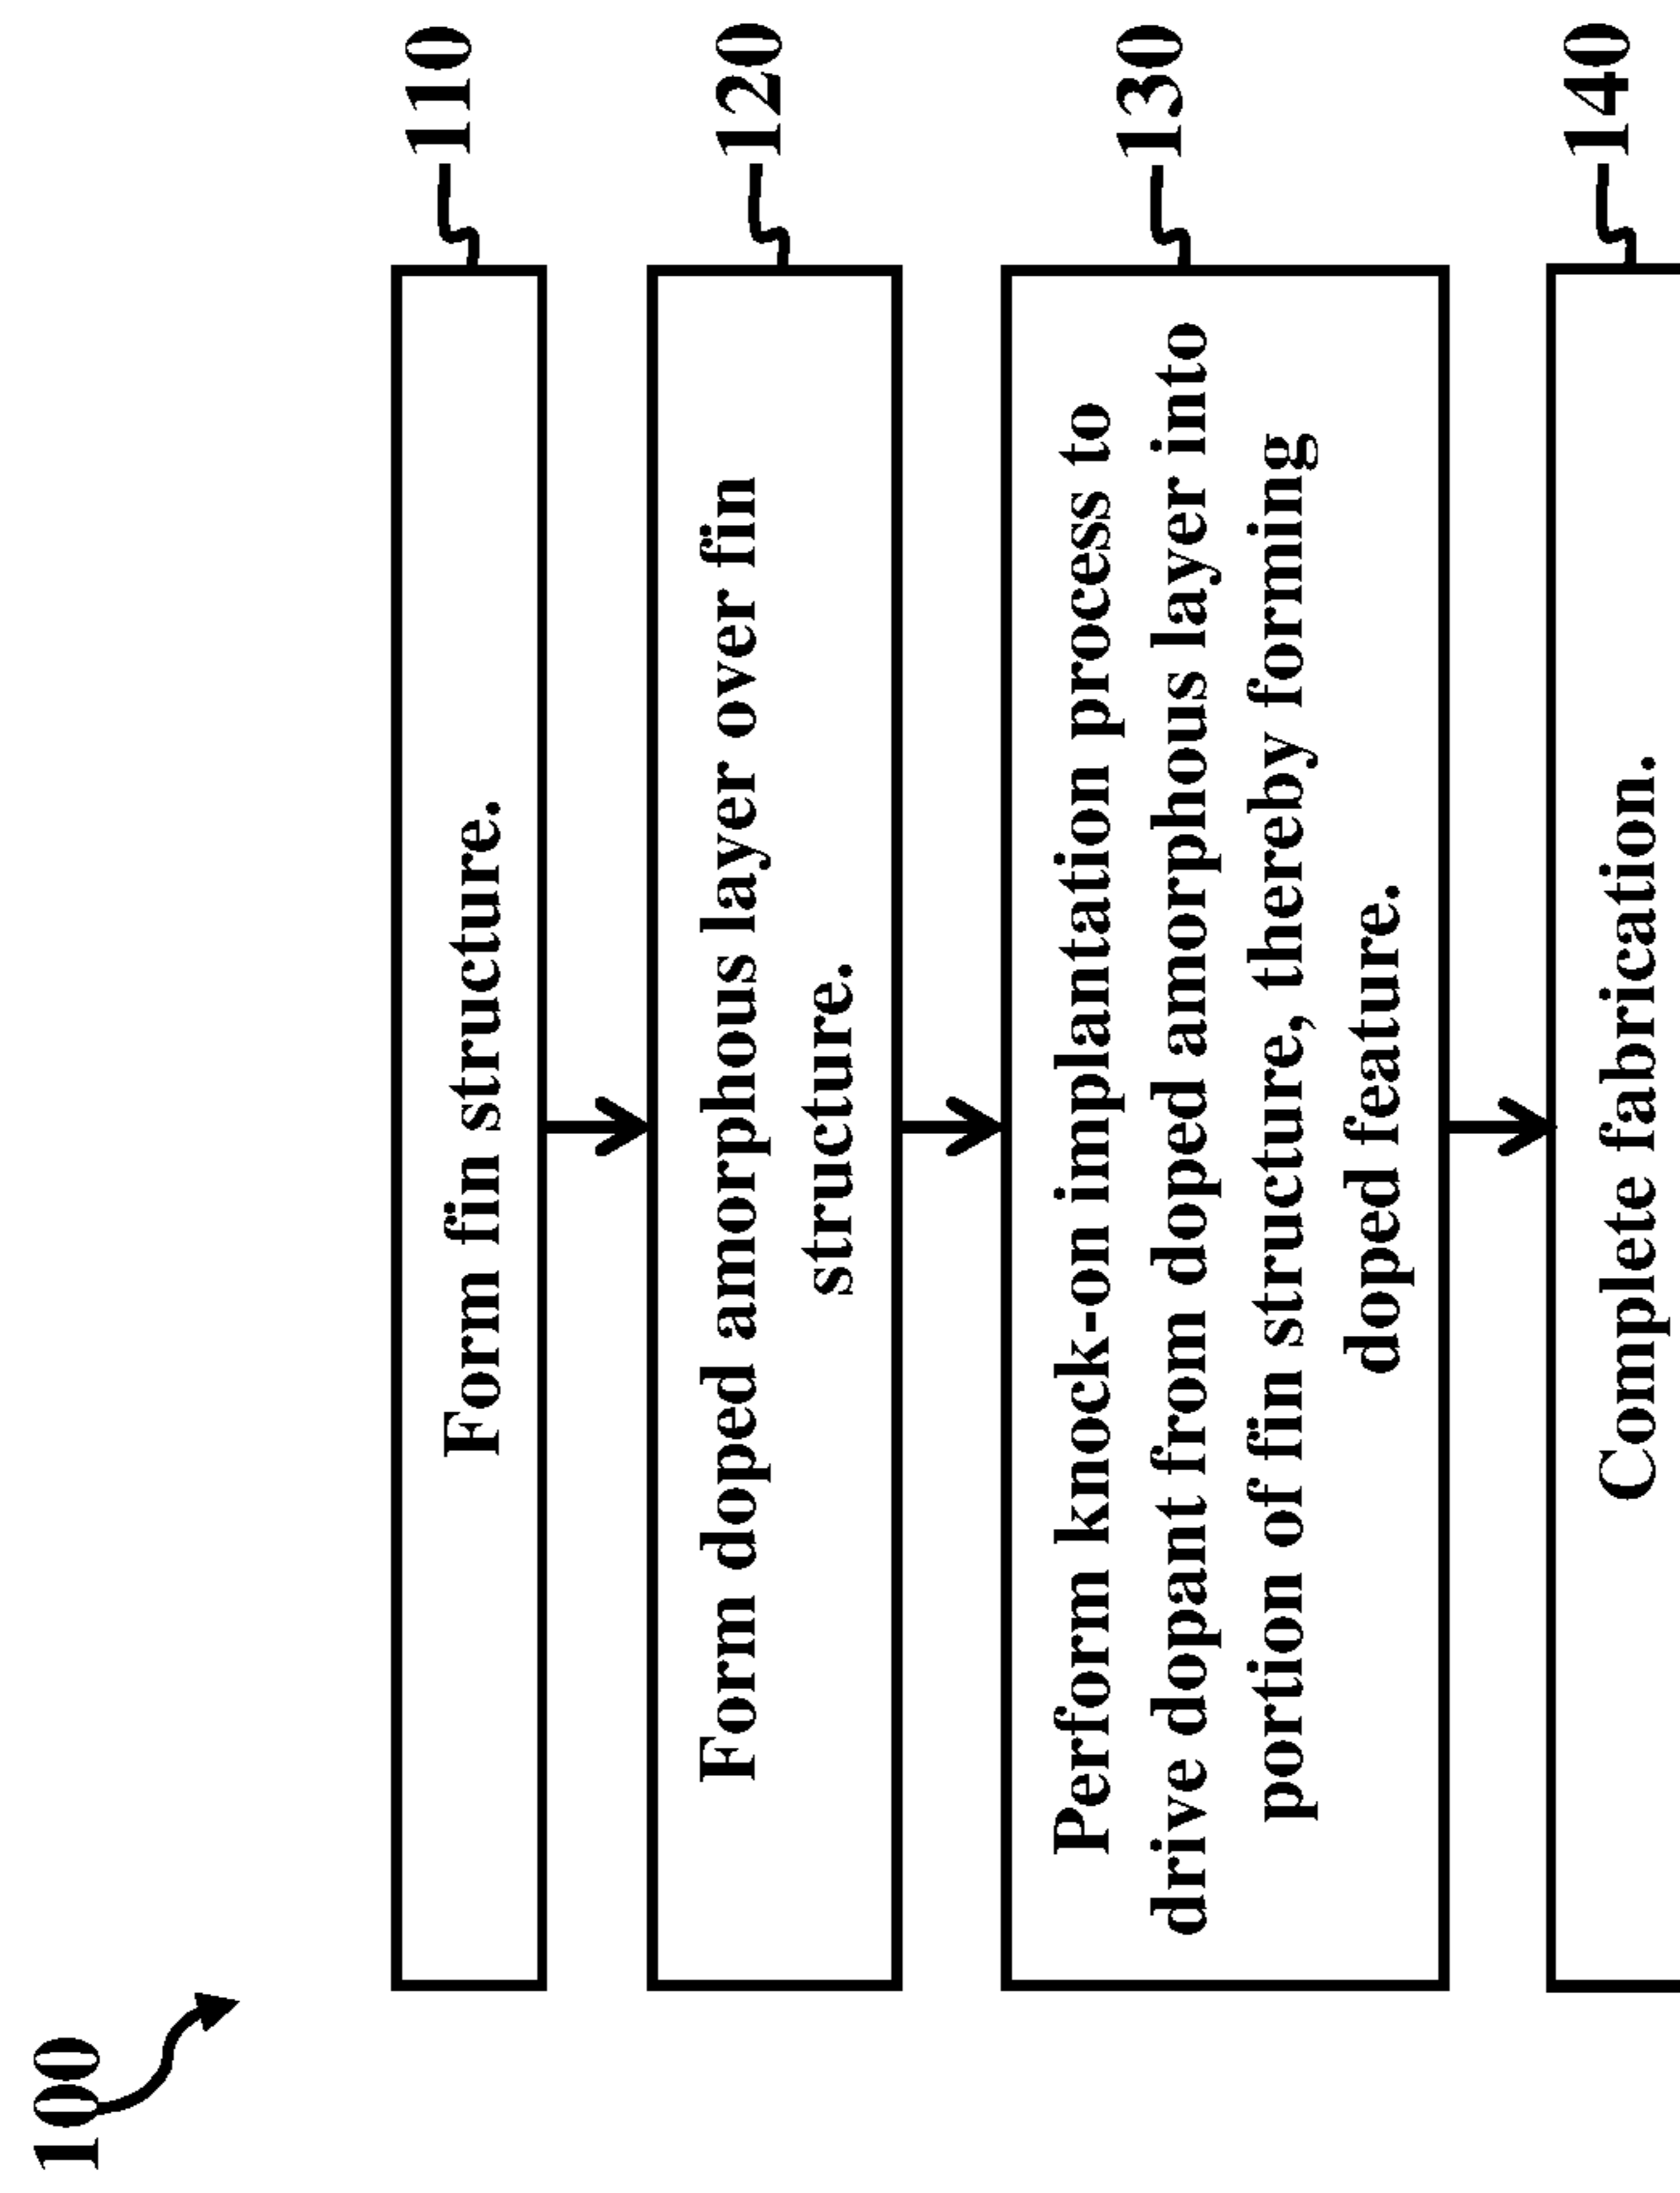 100
Form fin structure.
110
Form doped amorphous layer over fin
structure.
120
Perform knock-on implantation process to
drive dopant from doped amorphous layer into
portion of fin structure, thereby forming
doped feature.
130
Complete fabrication.
140